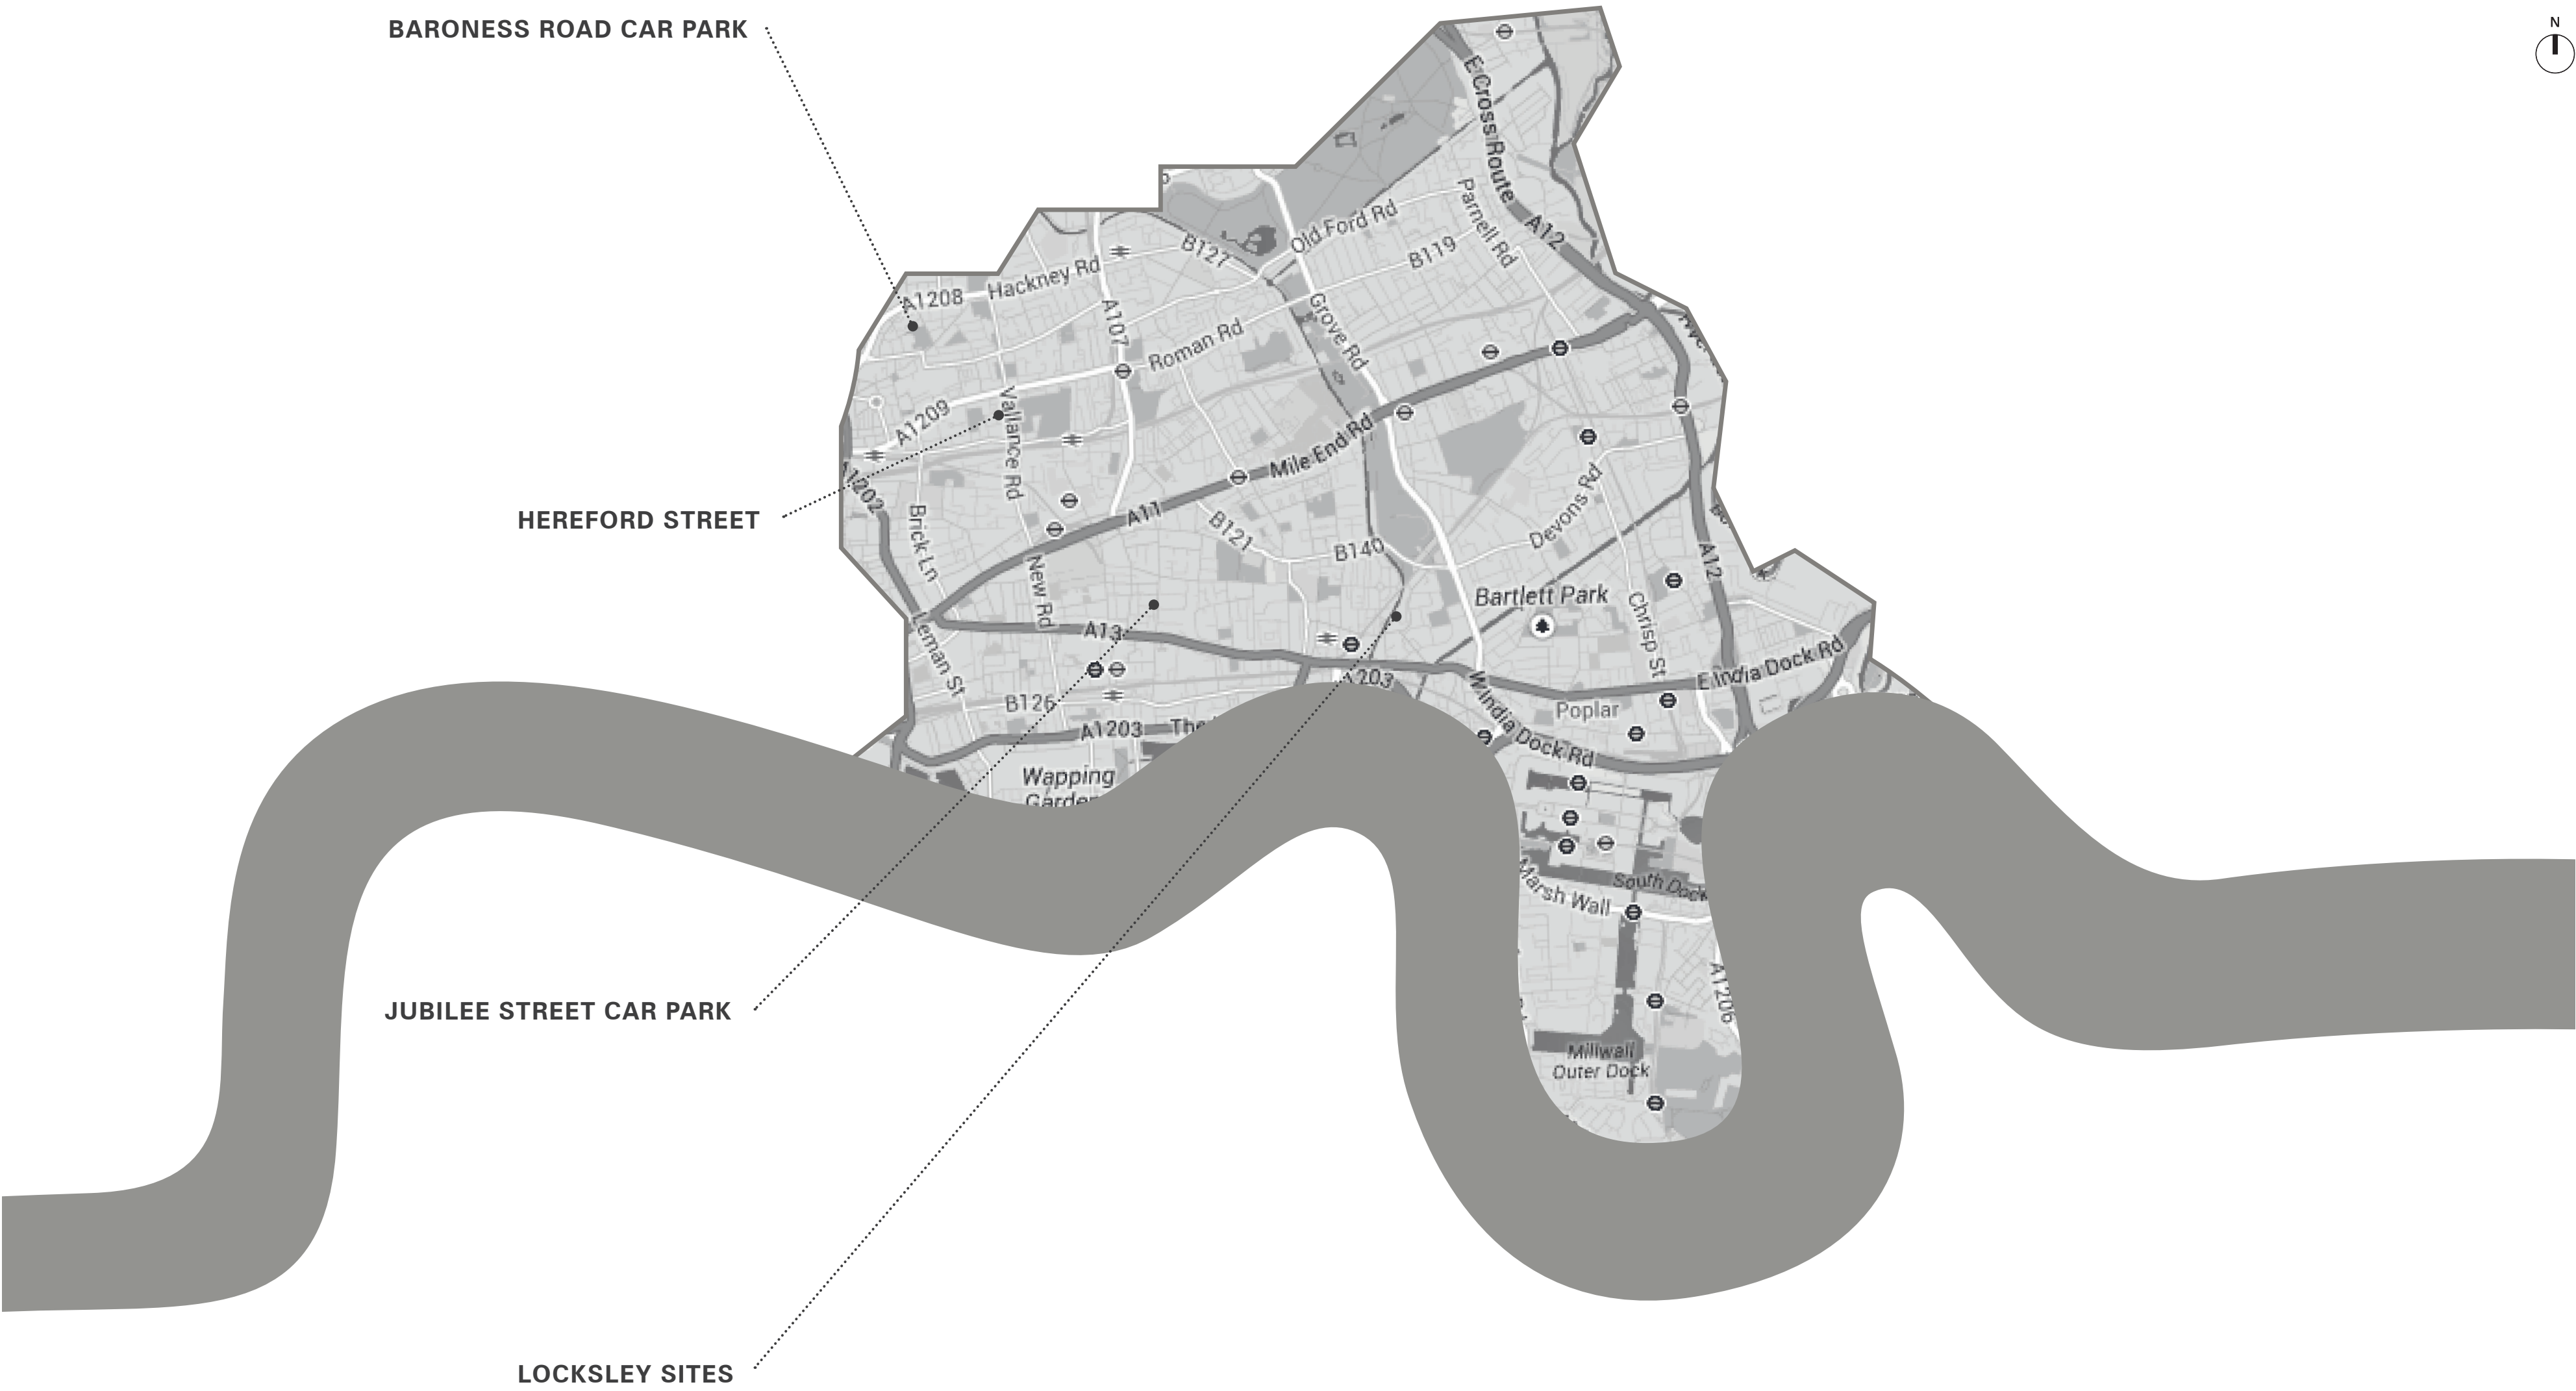 BARONESS ROAD CAR PARK
N
E Cross Route
Parnell Rd
A12
Old Ford Rd
B127
B119
Hackney Rd
A1208
A107
Grove Rd
Roman Rd
A1209
Vallance Rd
Mile End Rd
A1202
HEREFORD STREET
Brick Ln
A11
B121
B140
Devons Rd
A12
New Rd
Bartlett Park
Chrisp St
Leman St
A13
E India Dock Rd
A203
B126
W India Dock Rd
Poplar
A1203
The
Wapping
Garden
South Dock
Marsh Wall
A1206
JUBILEE STREET CAR PARK
Millwall
Outer Dock
LOCKSLEY SITES